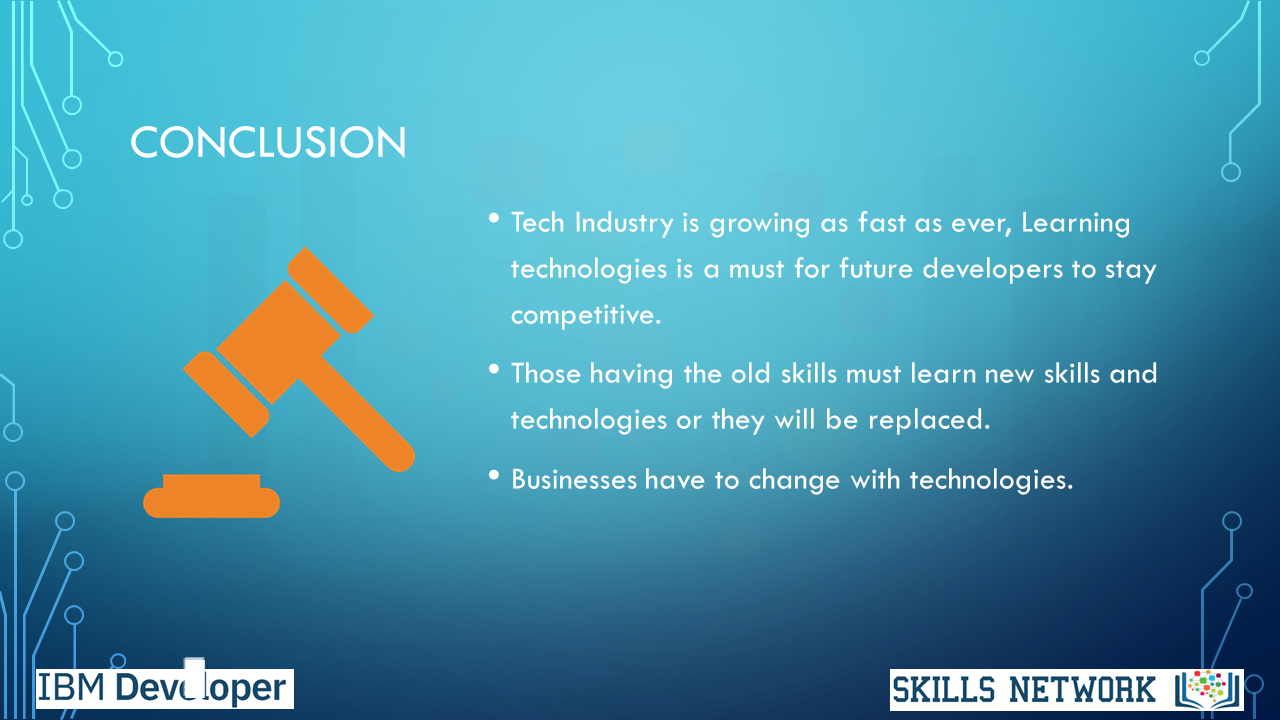 CONCLUSION
• Tech Industry is growing as fast as ever, Learning
technologies is a must for future developers to stay
competitive.
• Those having the old skills must learn new skills and
technologies or they will be replaced.
• Businesses have to change with technologies.
IBM Developer
SKILLS NETWORK